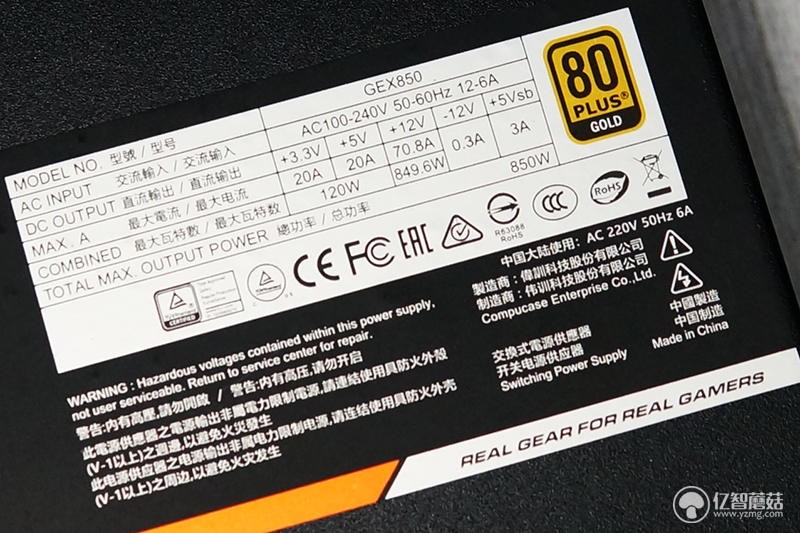 MODEL NO. 型號 / 型号 GEX850
AC INPUT 交流輸入 / 交流输入 AC100-240V 50-60Hz 12-6A
DC OUTPUT 直流輸出 / 直流输出 +3.3V +5V +12V -12V +5Vsb
MAX. A 最大電流 / 最大电流 20A 20A 70.8A 0.3A 3A
COMBINED 最大瓦特數 / 最大瓦特数 120W 849.6W
TOTAL MAX. OUTPUT POWER 總功率 / 总功率 850W
80
PLUS®
GOLD
CERTIFIED
CE FC EAC
R63088
RoHS
CCC
RoHS
中国大陆使用: AC 220V 50Hz 6A
製造商: 偉訓科技股份有限公司
制造商: 伟训科技股份有限公司
Compucase Enterprise Co.,Ltd.
交換式電源供應器
开关电源供应器
Switching Power Supply
中國製造
中国制造
Made in China
WARNING: Hazardous voltages contained within this power supply,
not user serviceable. Return to service center for repair.
警告:内有高壓,請勿開啟 / 警告:内有高压,请勿开启
此電源供應器之電源輸出非屬電力限制電源,請連結使用具防火外殼
(V-1以上)之週邊,以避免火災發生
此电源供应器之电源输出非属电力限制电源,请连结使用具防火外壳
(V-1以上)之周边,以避免火灾发生
REAL GEAR FOR REAL GAMERS
亿智蘑菇
www.yzmg.com